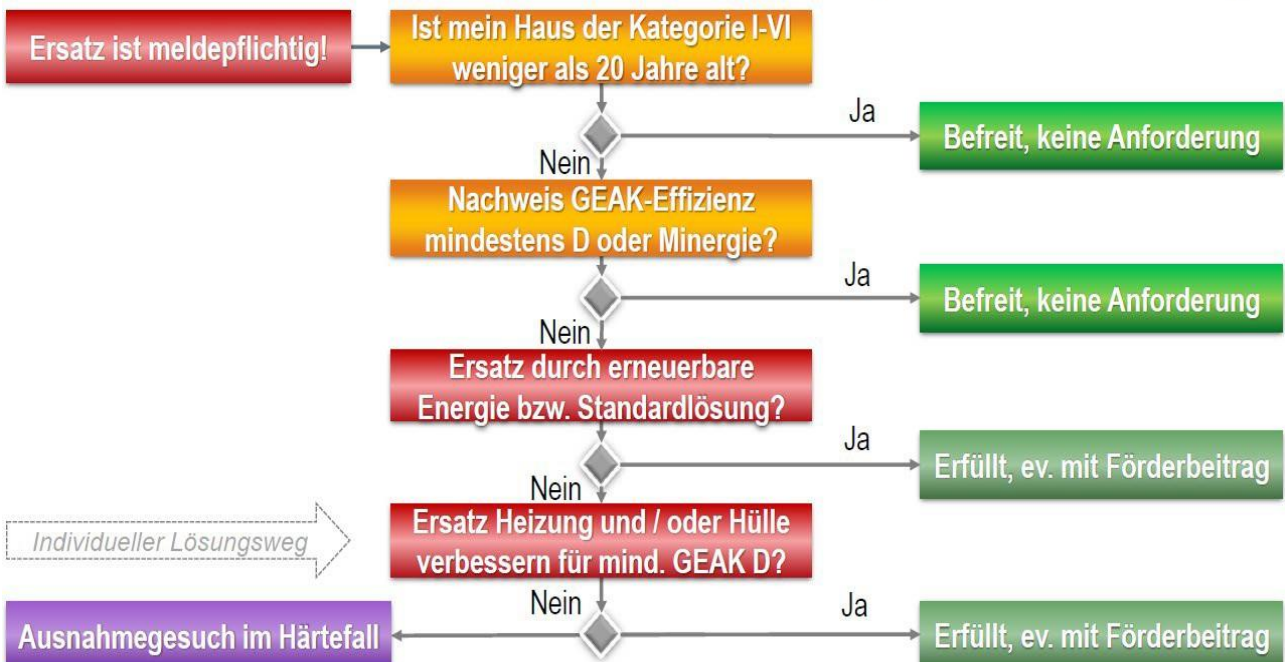 Ersatz ist meldepflichtig!
Ist mein Haus der Kategorie I-VI
weniger als 20 Jahre alt?
Ja
Befreit, keine Anforderung
Nein
Nachweis GEAK-Effizienz
mindestens D oder Minergie?
Ja
Befreit, keine Anforderung
Nein
Ersatz durch erneuerbare
Energie bzw. Standardlösung?
Ja
Erfüllt, ev. mit Förderbeitrag
Nein
Individueller Lösungsweg
Ersatz Heizung und / oder Hülle
verbessern für mind. GEAK D?
Nein
Ja
Ausnahmegesuch im Härtefall
Erfüllt, ev. mit Förderbeitrag